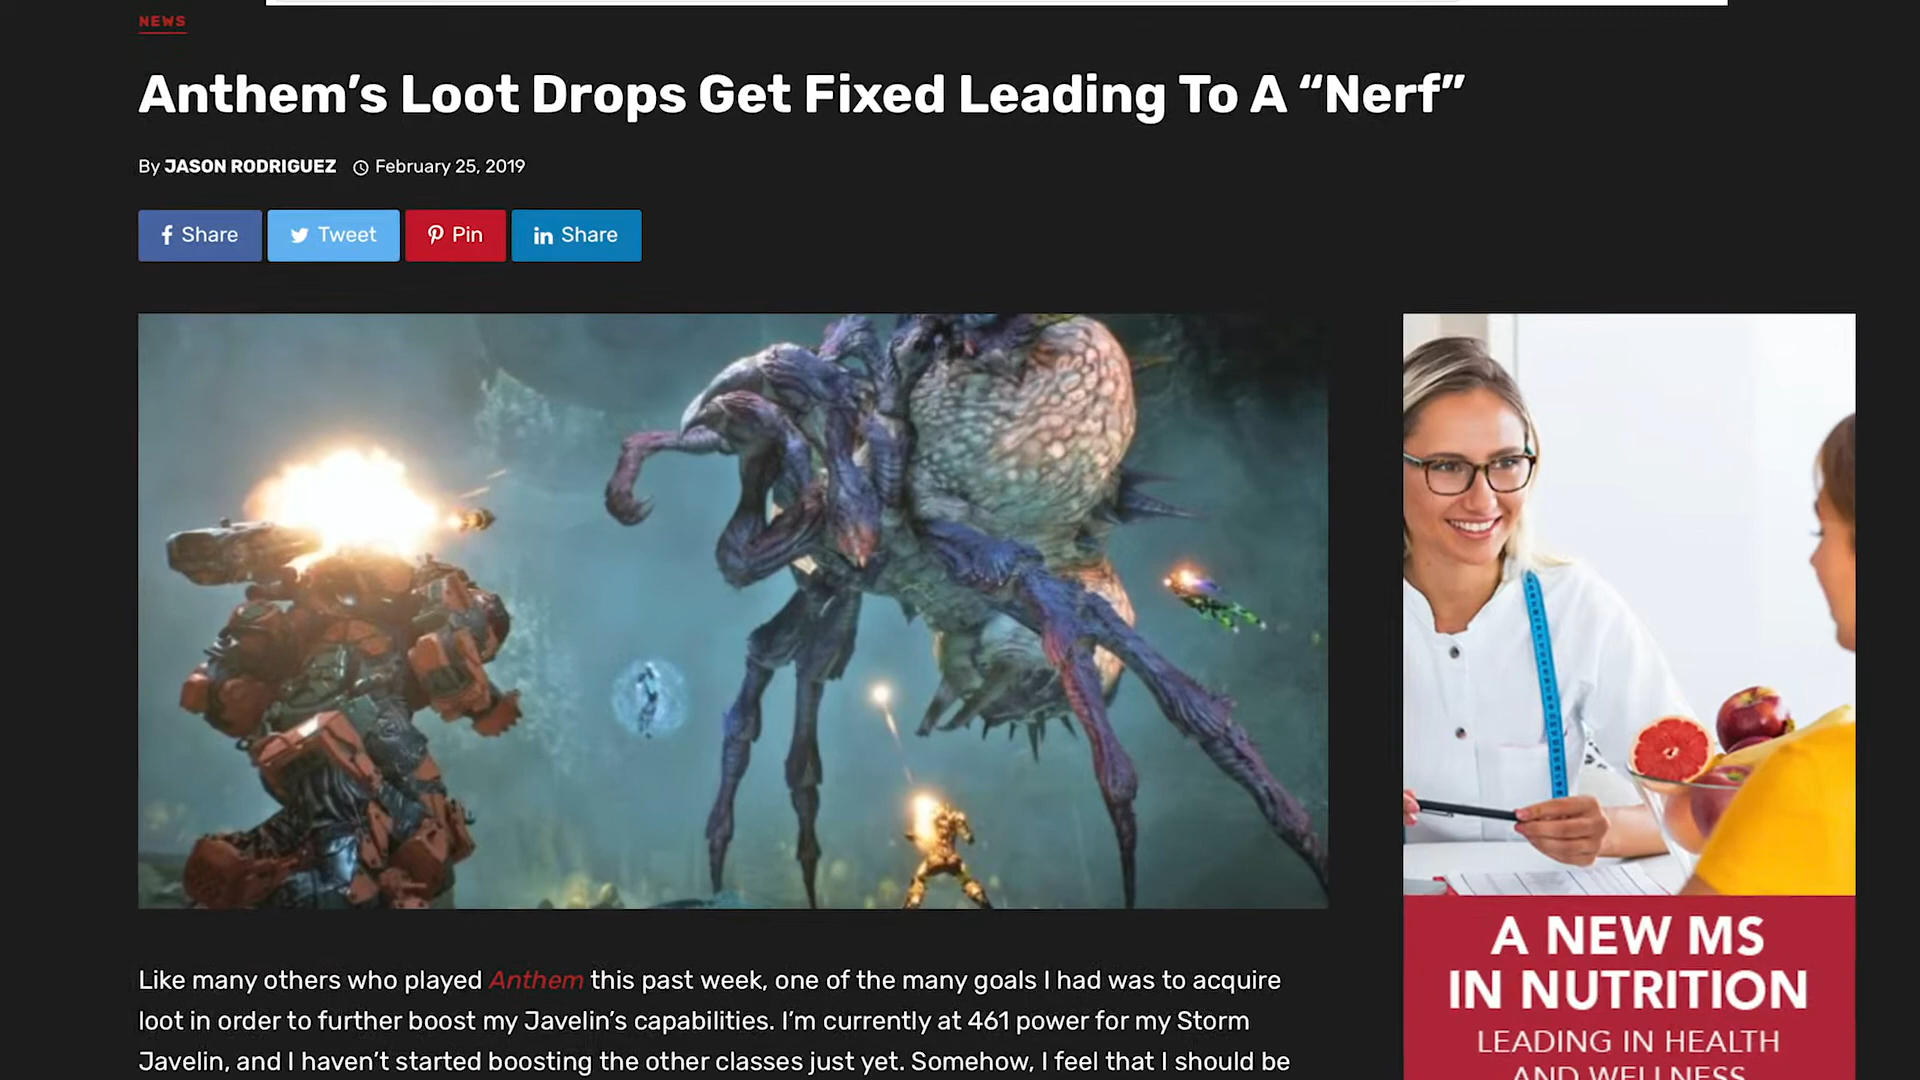 NEWS
Anthem’s Loot Drops Get Fixed Leading To A “Nerf”
By JASON RODRIGUEZ February 25, 2019
Share
Tweet
Pin
in Share
Like many others who played Anthem this past week, one of the many goals I had was to acquire
loot in order to further boost my Javelin’s capabilities. I’m currently at 461 power for my Storm
Javelin, and I haven’t started boosting the other classes just yet. Somehow, I feel that I should be
A NEW MS
IN NUTRITION
LEADING IN HEALTH
AND WELLNESS